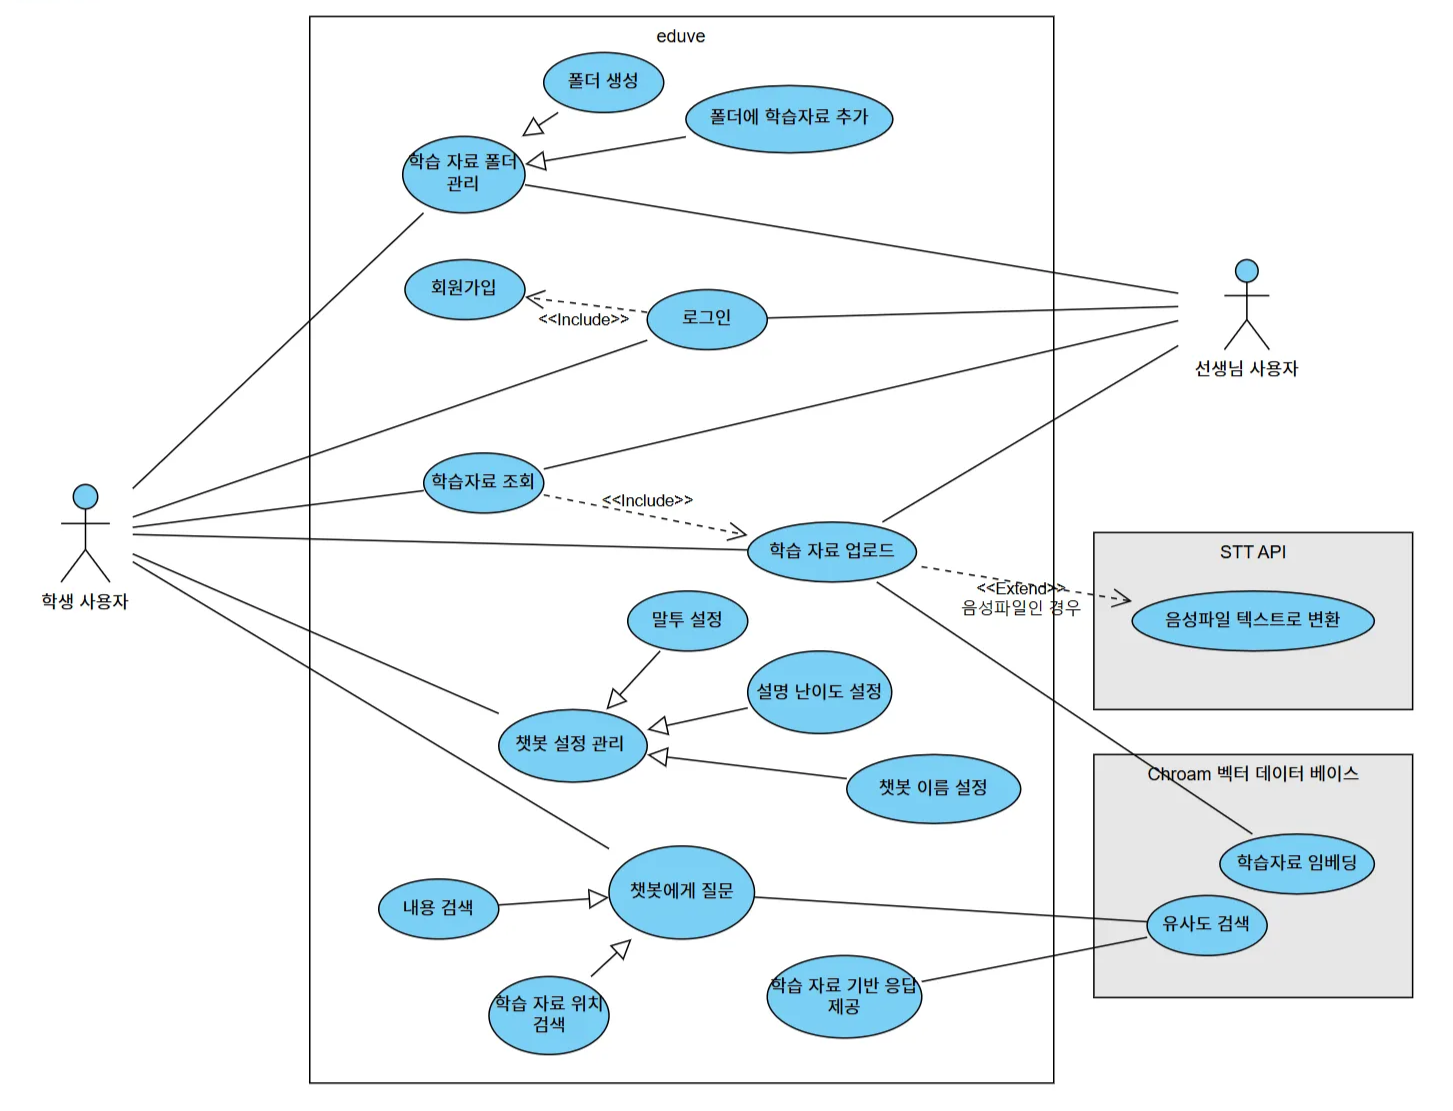 eduve
폴더 생성
폴더에 학습자료 추가
학습 자료 폴더
관리
회원가입
<<Include>>
로그인
선생님 사용자
학습자료 조회
<<Include>>
학생 사용자
학습 자료 업로드
<<Extend>>
음성파일인 경우
STT API
음성파일 텍스트로 변환
말투 설정
설명 난이도 설정
챗봇 설정 관리
챗봇 이름 설정
Chroam 벡터 데이터 베이스
학습자료 임베딩
유사도 검색
챗봇에게 질문
내용 검색
학습 자료 위치
검색
학습 자료 기반 응답
제공